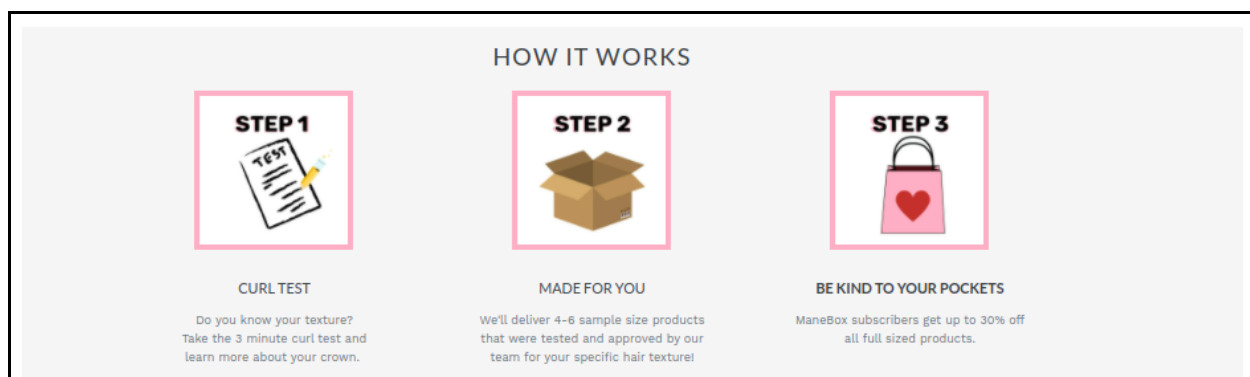 HOW IT WORKS
STEP 1
TEST
CURL TEST
Do you know your texture?
Take the 3 minute curl test and
learn more about your crown.
STEP 2
MADE FOR YOU
We'll deliver 4-6 sample size products
that were tested and approved by our
team for your specific hair texture!
STEP 3
BE KIND TO YOUR POCKETS
ManeBox subscribers get up to 30% off
all full sized products.